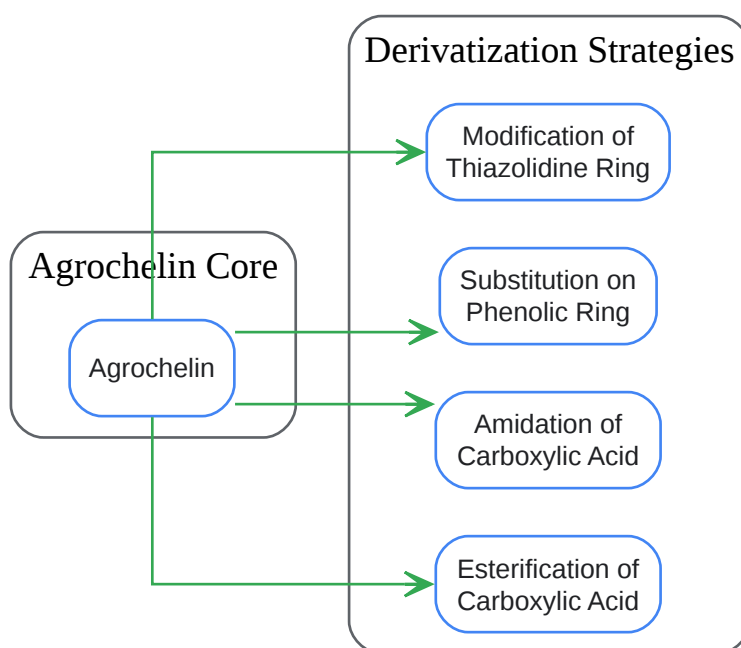 Derivatization Strategies
Modification of
Thiazolidine Ring
Agrochelin Core
Substitution on
Phenolic Ring
Agrochelin
Amidation of
Carboxylic Acid
Esterification of
Carboxylic Acid